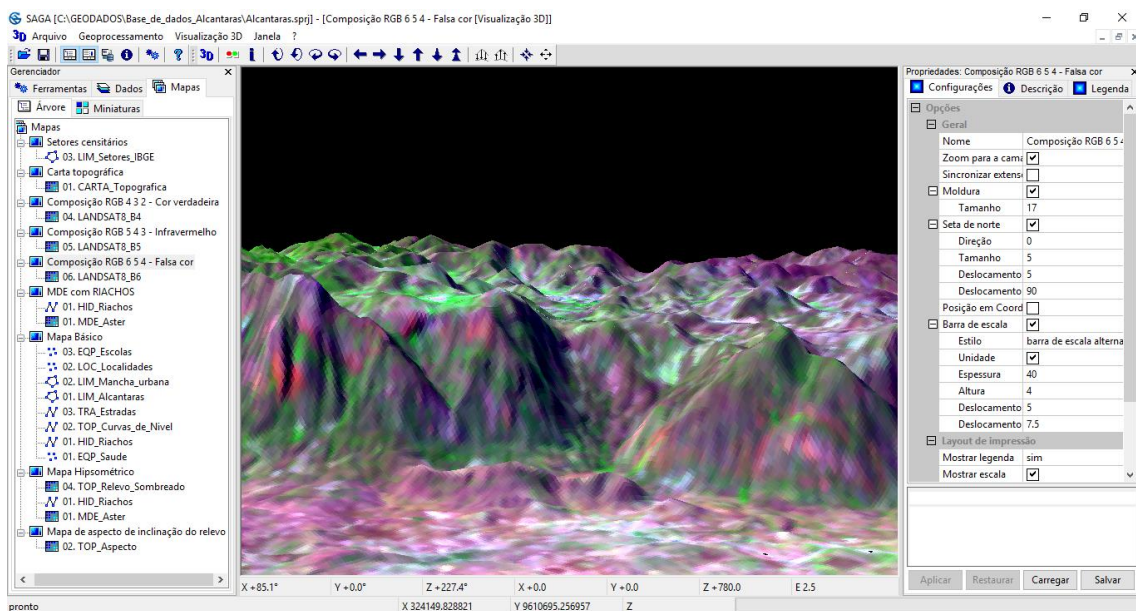 SAGA [C:\GEODADOS\Base_de_dados_Alcantaras\Alcantaras.sprj] - [Composição RGB 6 5 4 - Falsa cor [Visualização 3D]]
3D Arquivo Geoprocessamento Visualização 3D Janela ?
3D
Gerenciador
Ferramentas Dados Mapas
Árvore Miniaturas
Mapas
Setores censitários
03. LIM_Setores_IBGE
Carta topográfica
01. CARTA_Topografica
Composição RGB 4 3 2 - Cor verdadeira
04. LANDSAT8_B4
Composição RGB 5 4 3 - Infravermelho
05. LANDSAT8_B5
Composição RGB 6 5 4 - Falsa cor
06. LANDSAT8_B6
MDE com RIACHOS
01. HID_Riachos
01. MDE_Aster
Mapa Básico
03. EQP_Escolas
02. LOC_Localidades
02. LIM_Mancha_urbana
01. LIM_Alcantaras
03. TRA_Estradas
02. TOP_Curvas_de_Nivel
01. HID_Riachos
01. EQP_Saude
Mapa Hipsométrico
04. TOP_Relevo_Sombreado
01. HID_Riachos
01. MDE_Aster
Mapa de aspecto de inclinação do relevo
02. TOP_Aspecto
Propriedades: Composição RGB 6 5 4 - Falsa cor
Configurações Descrição Legenda
Opções
Geral
Nome Composição RGB 6 5 4
Zoom para a cama
Sincronizar extens
Moldura
Tamanho 17
Seta de norte
Direção 0
Tamanho 5
Deslocamento 5
Deslocamento 90
Posição em Coord
Barra de escala
Estilo barra de escala alterna
Unidade
Espessura 40
Altura 4
Deslocamento 5
Deslocamento 7.5
Layout de impressão
Mostrar legenda sim
Mostrar escala
Aplicar Restaurar Carregar Salvar
X +85.1° Y +0.0° Z +227.4° X +0.0 Y +0.0 Z +780.0 E 2.5
pronto X 324149.828821 Y 9610695.256957 Z